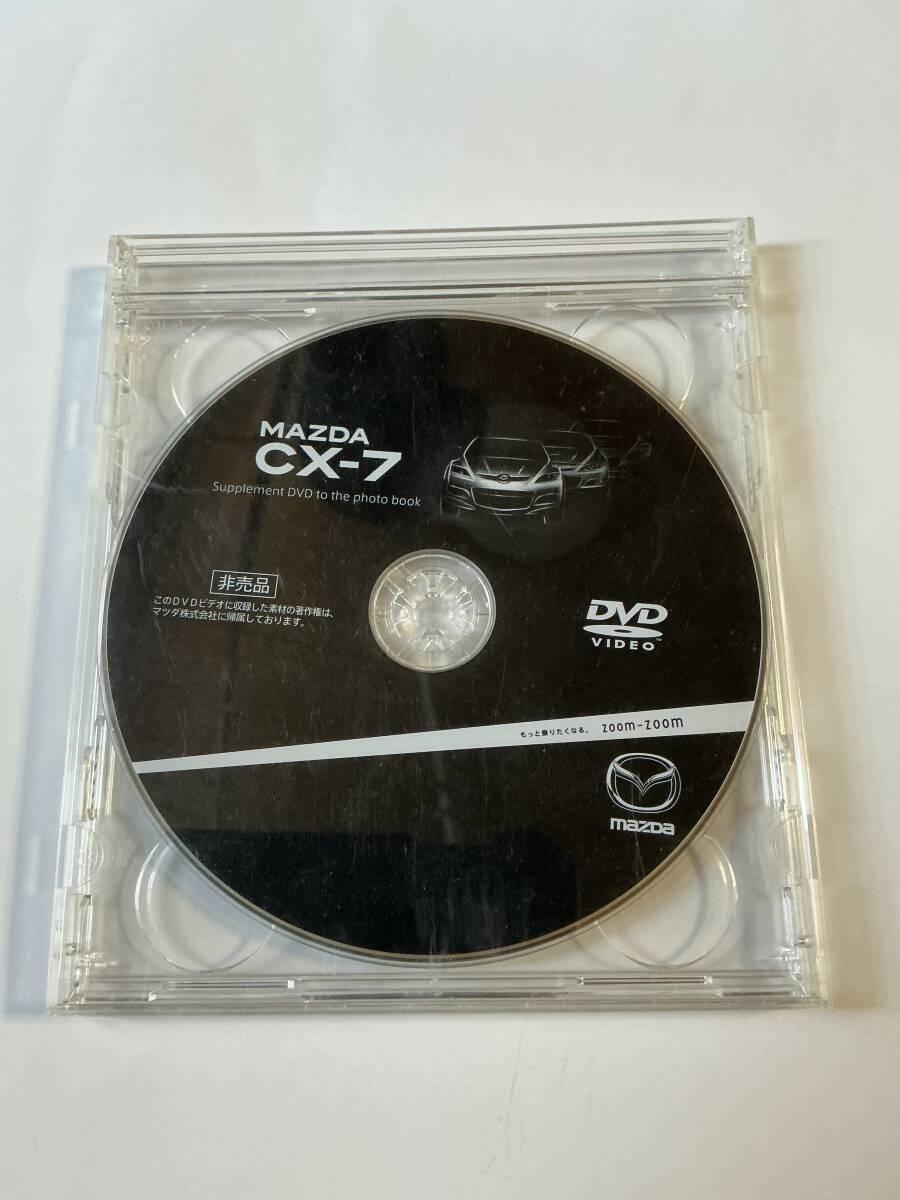 MAZDA
CX-7
Supplement DVD to the photo book
非売品
このDVDビデオに収録した素材の著作権は、
マツダ株式会社に帰属しております。
DVD
VIDEO™
もっと乗りたくなる。 zoom-zoom
mazda